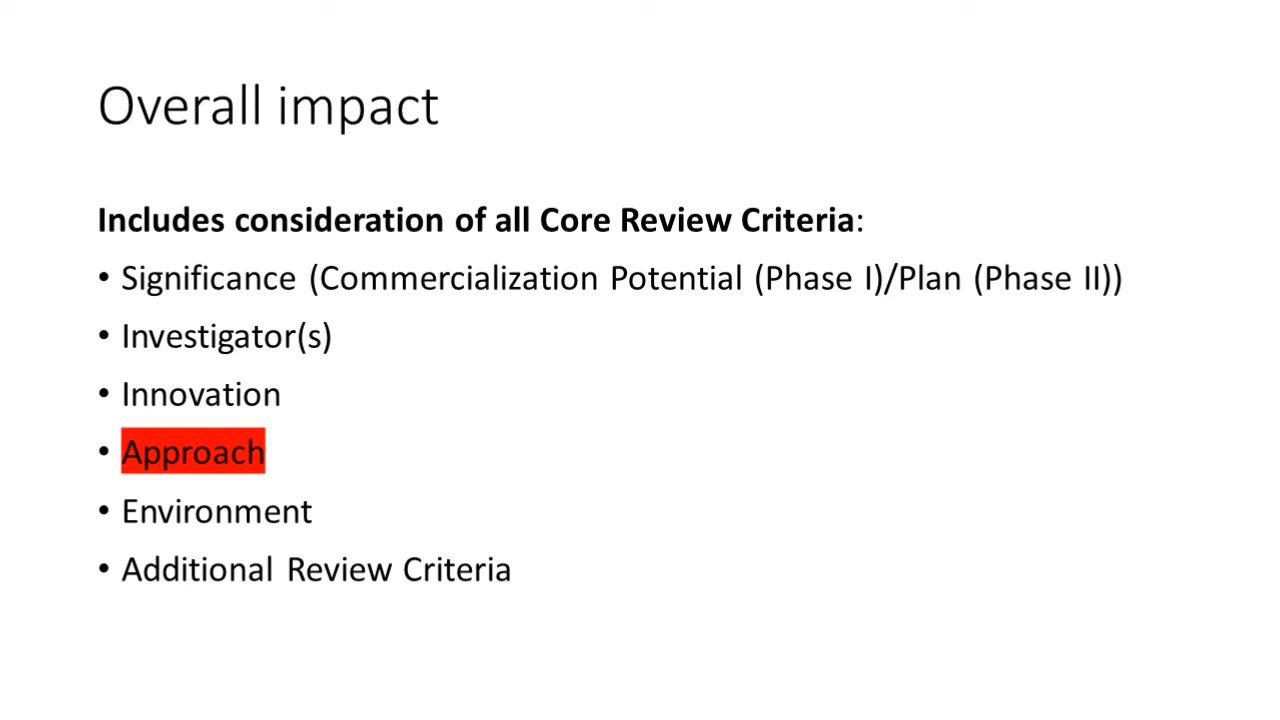 Overall impact
Includes consideration of all Core Review Criteria:
• Significance (Commercialization Potential (Phase I)/Plan (Phase II))
• Investigator(s)
• Innovation
• Approach
• Environment
• Additional Review Criteria